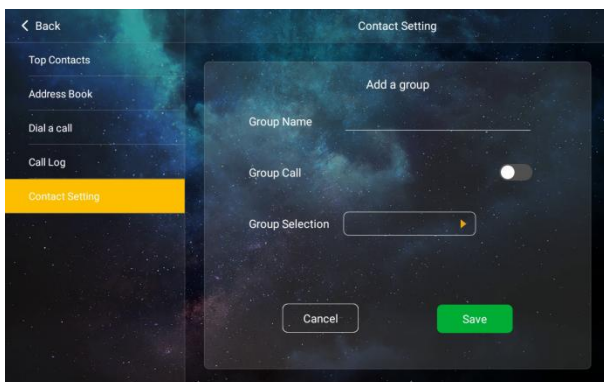 Back
Contact Setting
Top Contacts
Address Book
Dial a call
Call Log
Contact Setting
Add a group
Group Name
Group Call
Group Selection
Cancel
Save